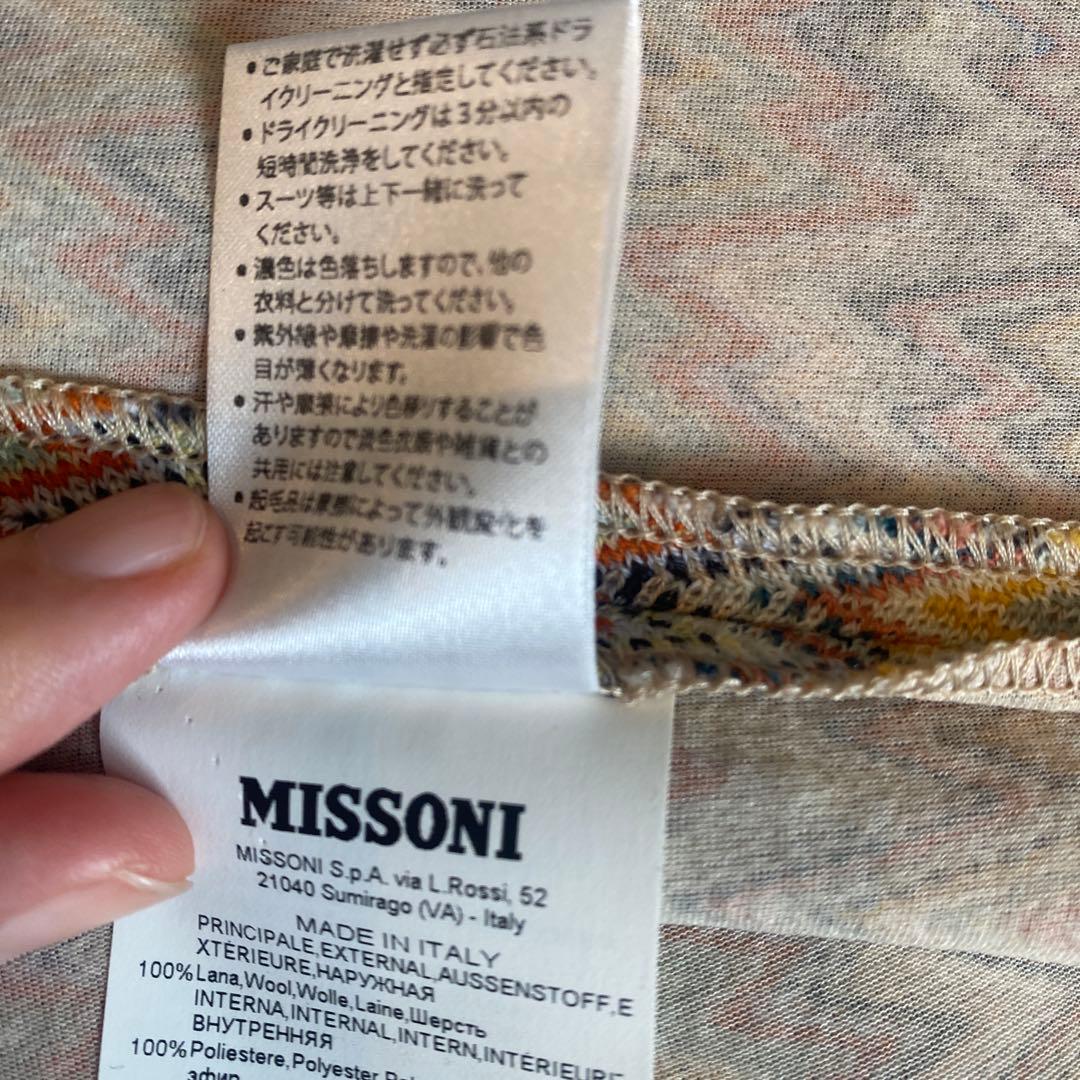 • ご家庭で洗濯せず必ず石油系ドラ
イクリーニングと指定してください。
• ドライクリーニングは3分以内の
短時間洗浄をしてください。
• スーツ等は上下一緒に洗って
ください。
• 濃色は色落ちしますので、他の
衣料と分けて洗ってください。
• 紫外線や摩擦や洗濯の影響で色
目が薄くなります。
• 汗や摩擦により色移りすることが
ありますので淡色衣服や雑貨との
共用には注意してください。
• 起毛品は摩擦によって外観変化を
起こす可能性があります。
MISSONI
MISSONI S.p.A. via L.Rossi, 52
21040 Sumirago (VA) - Italy
MADE IN ITALY
PRINCIPALE,EXTERNAL,AUSSENSTOFF,E
XTÉRIEURE,НАРУЖНАЯ
100%Lana,Wool,Wolle,Laine,Шерсть
INTERNA,INTERNAL,INTERN,INTÉRIEURE
ВНУТРЕННЯЯ
100%Poliestere,Polyester
эфир